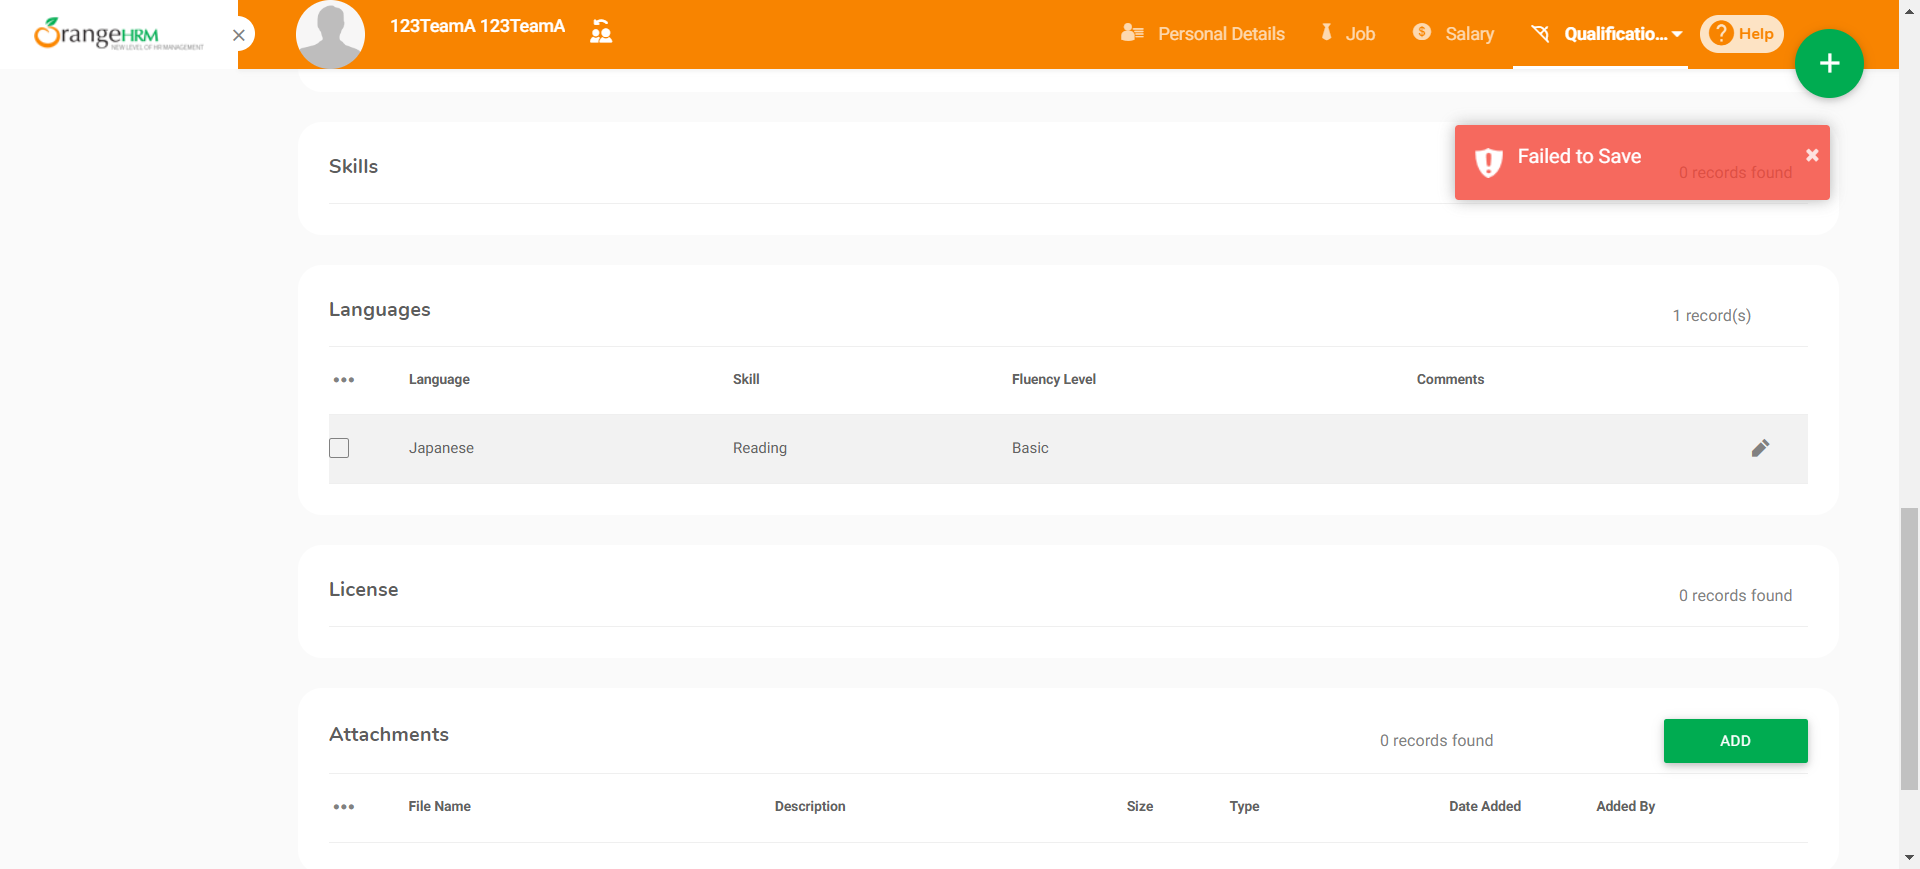 OrangeHRM
NEW LEVEL OF HR MANAGEMENT
123TeamA 123TeamA
Personal Details
Job
Salary
Qualificatio...
? Help
+
Skills
Failed to Save
0 records found
Languages
1 record(s)
Language Skill Fluency Level Comments
Japanese Reading Basic
License
0 records found
Attachments
0 records found
ADD
File Name Description Size Type Date Added Added By